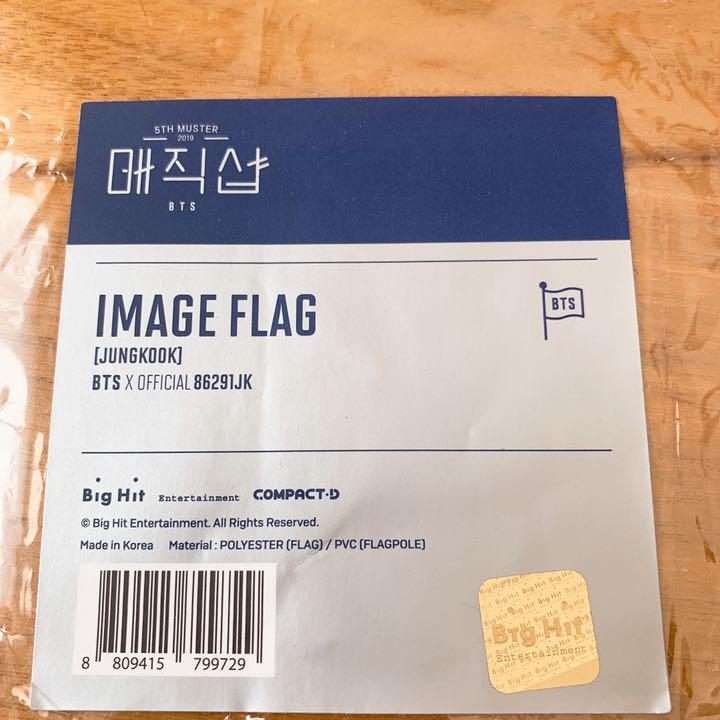 5TH MUSTER
2019
매직샵
BTS
IMAGE FLAG
BTS
[JUNGKOOK]
BTS X OFFICIAL 86291JK
Big Hit Entertainment COMPACT·D
© Big Hit Entertainment. All Rights Reserved.
Made in Korea Material : POLYESTER (FLAG) / PVC (FLAGPOLE)
8 809415 799729
Big Hit
Entertainment